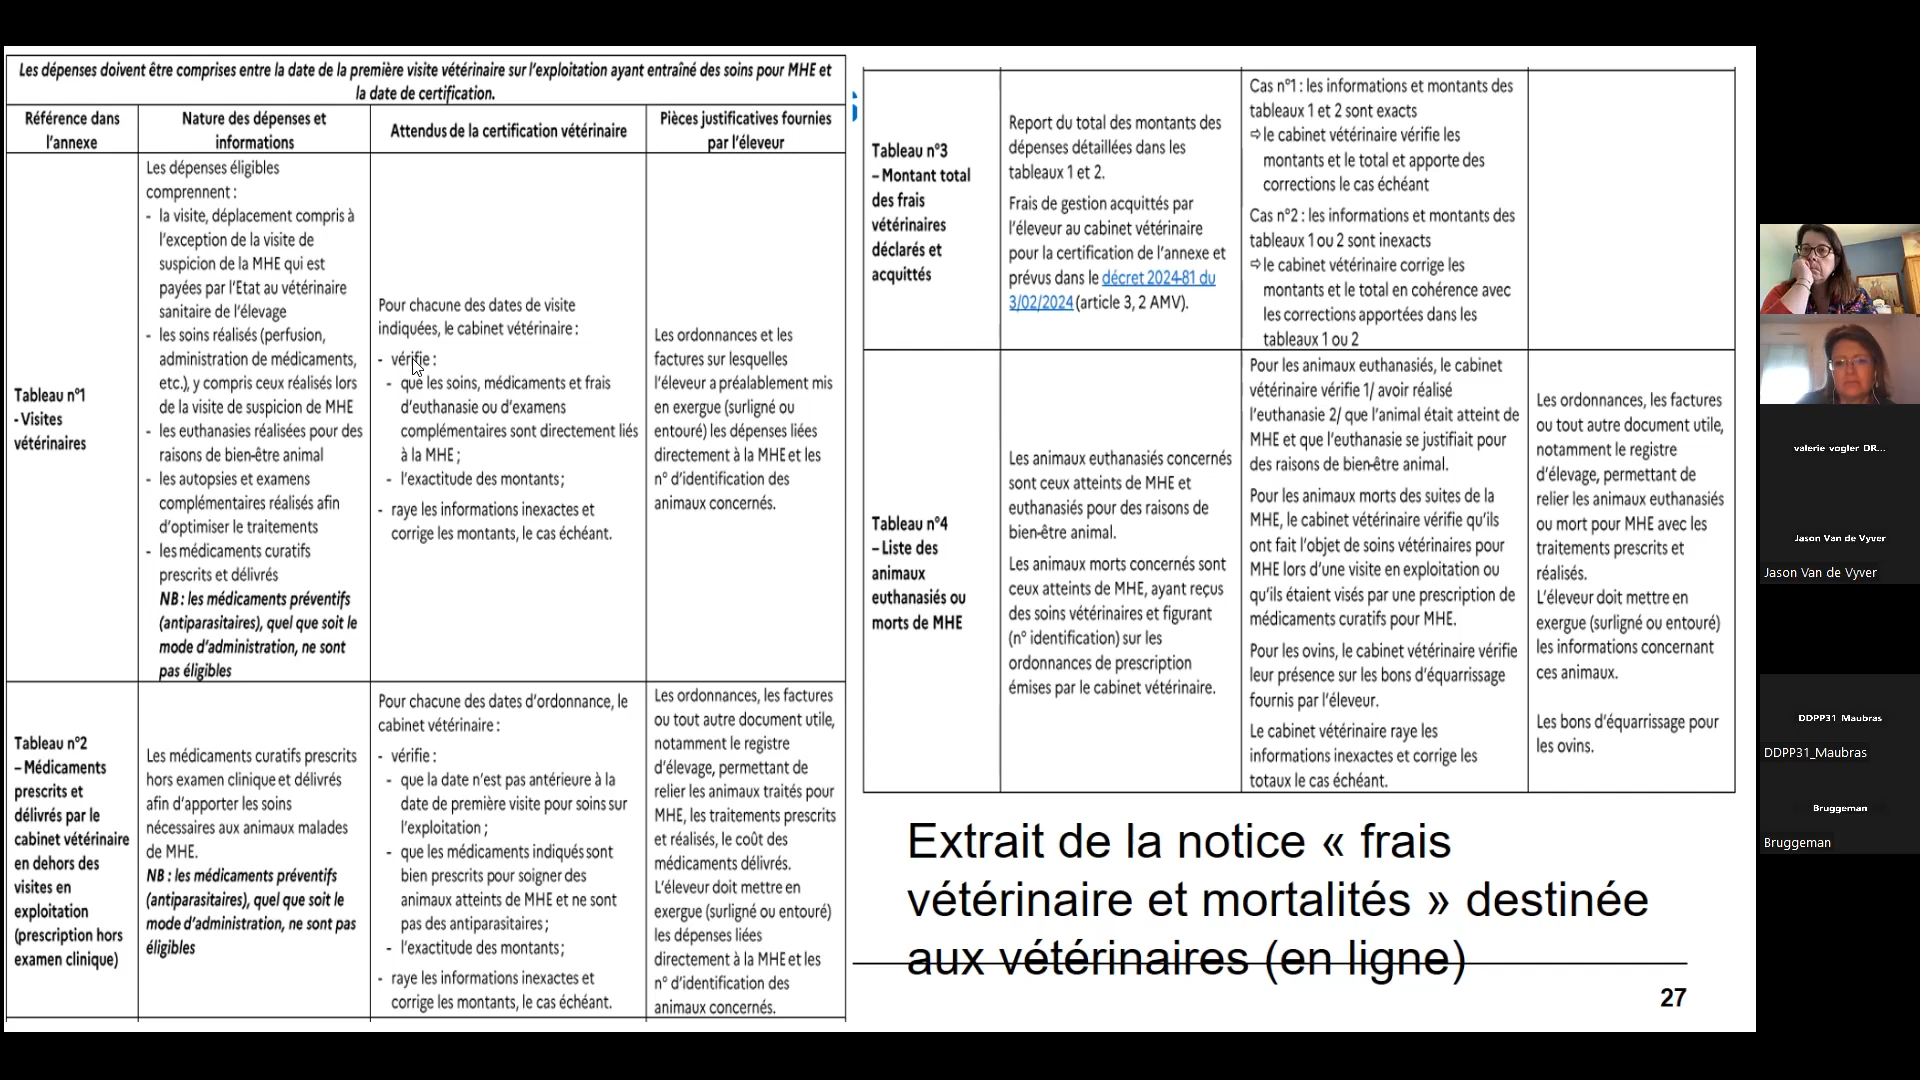 Les dépenses doivent être comprises entre la date de la première visite vétérinaire sur l'exploitation ayant entraîné des soins pour MHE et
la date de certification.
Référence dans
l'annexe
Nature des dépenses et
informations
Attendus de la certification vétérinaire
Pièces justificatives fournies
par l'éleveur
Tableau n°1
- Visites
vétérinaires
Les dépenses éligibles
comprennent :
- la visite, déplacement compris à
l'exception de la visite de
suspicion de la MHE qui est
payées par l'Etat au vétérinaire
sanitaire de l'élevage
- les soins réalisés (perfusion,
administration de médicaments,
etc.), y compris ceux réalisés lors
de la visite de suspicion de MHE
- les euthanasies réalisées pour des
raisons de bien-être animal
- les autopsies et examens
complémentaires réalisés afin
d'optimiser le traitements
- les médicaments curatifs
prescrits et délivrés
NB : les médicaments préventifs
(antiparasitaires), quel que soit le
mode d'administration, ne sont
pas éligibles
Pour chacune des dates de visite
indiquées, le cabinet vétérinaire :
- vérifie :
- que les soins, médicaments et frais
d'euthanasie ou d'examens
complémentaires sont directement liés
à la MHE ;
- l'exactitude des montants ;
- raye les informations inexactes et
corrige les montants, le cas échéant.
Les ordonnances et les
factures sur lesquelles
l'éleveur a préalablement mis
en exergue (surligné ou
entouré) les dépenses liées
directement à la MHE et les
n° d'identification des
animaux concernés.
Tableau n°2
– Médicaments
prescrits et
délivrés par le
cabinet vétérinaire
en dehors des
visites en
exploitation
(prescription hors
examen clinique)
Les médicaments curatifs prescrits
hors examen clinique et délivrés
afin d'apporter les soins
nécessaires aux animaux malades
de MHE.
NB : les médicaments préventifs
(antiparasitaires), quel que soit le
mode d'administration, ne sont pas
éligibles
Pour chacune des dates d'ordonnance, le
cabinet vétérinaire :
- vérifie :
- que la date n'est pas antérieure à la
date de première visite pour soins sur
l'exploitation ;
- que les médicaments indiqués sont
bien prescrits pour soigner des
animaux atteints de MHE et ne sont
pas des antiparasitaires ;
- l'exactitude des montants ;
- raye les informations inexactes et
corrige les montants, le cas échéant.
Les ordonnances, les factures
ou tout autre document utile,
notamment le registre
d'élevage, permettant de
relier les animaux traités pour
MHE, les traitements prescrits
et réalisés, le coût des
médicaments délivrés.
L'éleveur doit mettre en
exergue (surligné ou entouré)
les dépenses liées
directement à la MHE et les
n° d'identification des
animaux concernés.
Tableau n°3
– Montant total
des frais
vétérinaires
déclarés et
acquittés
Report du total des montants des
dépenses détaillées dans les
tableaux 1 et 2.
Frais de gestion acquittés par
l'éleveur au cabinet vétérinaire
pour la certification de l'annexe et
prévus dans le décret 2024-81 du
3/02/2024 (article 3, 2 AMV).
Cas n°1 : les informations et montants des
tableaux 1 et 2 sont exacts
⇨ le cabinet vétérinaire vérifie les
montants et le total et apporte des
corrections le cas échéant
Cas n°2 : les informations et montants des
tableaux 1 ou 2 sont inexacts
⇨ le cabinet vétérinaire corrige les
montants et le total en cohérence avec
les corrections apportées dans les
tableaux 1 ou 2
Tableau n°4
– Liste des
animaux
euthanasiés ou
morts de MHE
Les animaux euthanasiés concernés
sont ceux atteints de MHE et
euthanasiés pour des raisons de
bien-être animal.
Les animaux morts concernés sont
ceux atteints de MHE, ayant reçus
des soins vétérinaires et figurant
(n° identification) sur les
ordonnances de prescription
émises par le cabinet vétérinaire.
Pour les animaux euthanasiés, le cabinet
vétérinaire vérifie 1/ avoir réalisé
l'euthanasie 2/ que l'animal était atteint de
MHE et que l'euthanasie se justifiait pour
des raisons de bien-être animal.
Pour les animaux morts des suites de la
MHE, le cabinet vétérinaire vérifie qu'ils
ont fait l'objet de soins vétérinaires pour
MHE lors d'une visite en exploitation ou
qu'ils étaient visés par une prescription de
médicaments curatifs pour MHE.
Pour les ovins, le cabinet vétérinaire vérifie
leur présence sur les bons d'équarrissage
fournis par l'éleveur.
Le cabinet vétérinaire raye les
informations inexactes et corrige les
totaux le cas échéant.
Les ordonnances, les factures
ou tout autre document utile,
notamment le registre
d'élevage, permettant de
relier les animaux euthanasiés
ou mort pour MHE avec les
traitements prescrits et
réalisés.
L'éleveur doit mettre en
exergue (surligné ou entouré)
les informations concernant
ces animaux.
Les bons d'équarrissage pour
les ovins.
Extrait de la notice « frais
vétérinaire et mortalités » destinée
aux vétérinaires (en ligne)
27
valerie vogler DR...
Jason Van de Vyver
Jason Van de Vyver
DDPP31 Maubras
DDPP31_Maubras
Bruggeman
Bruggeman